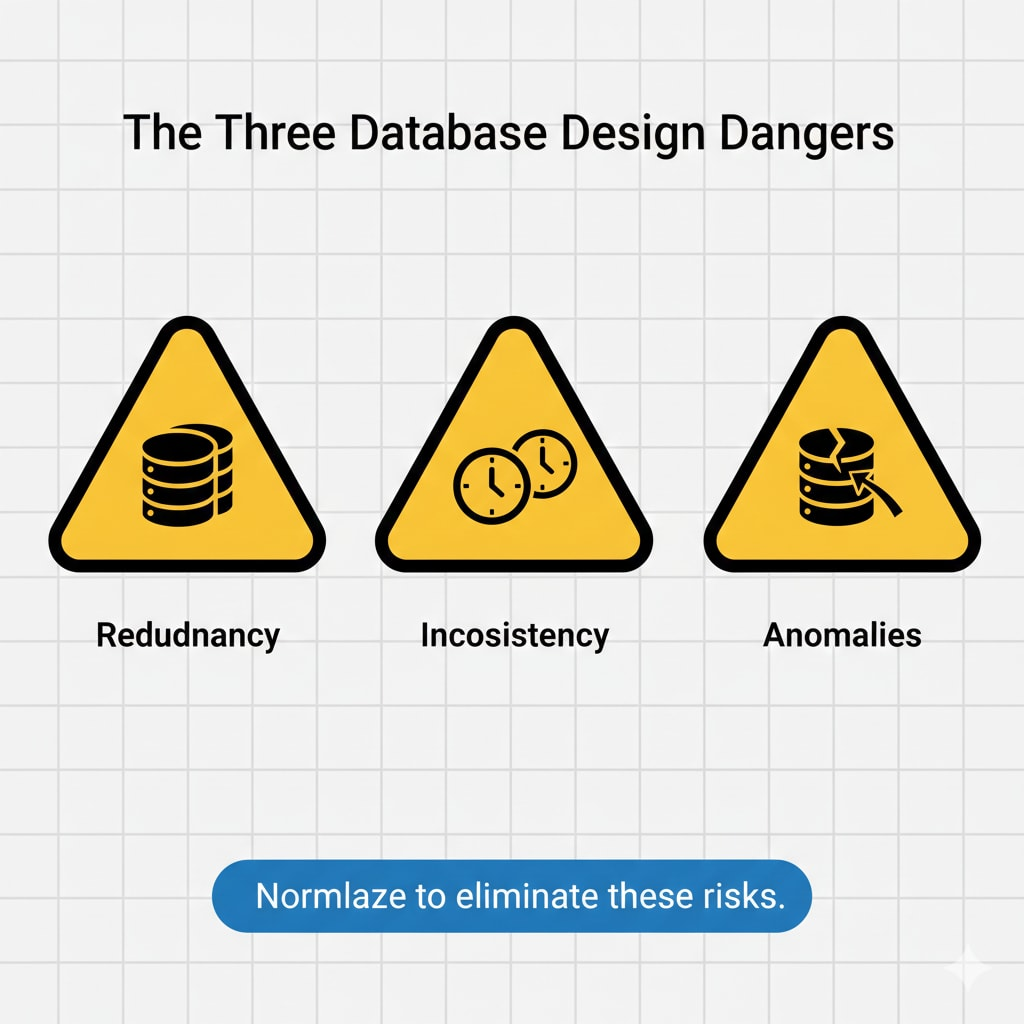 The Three Database Design Dangers
Redudnancy
Incosistency
Anomalies
Normlaze to eliminate these risks.